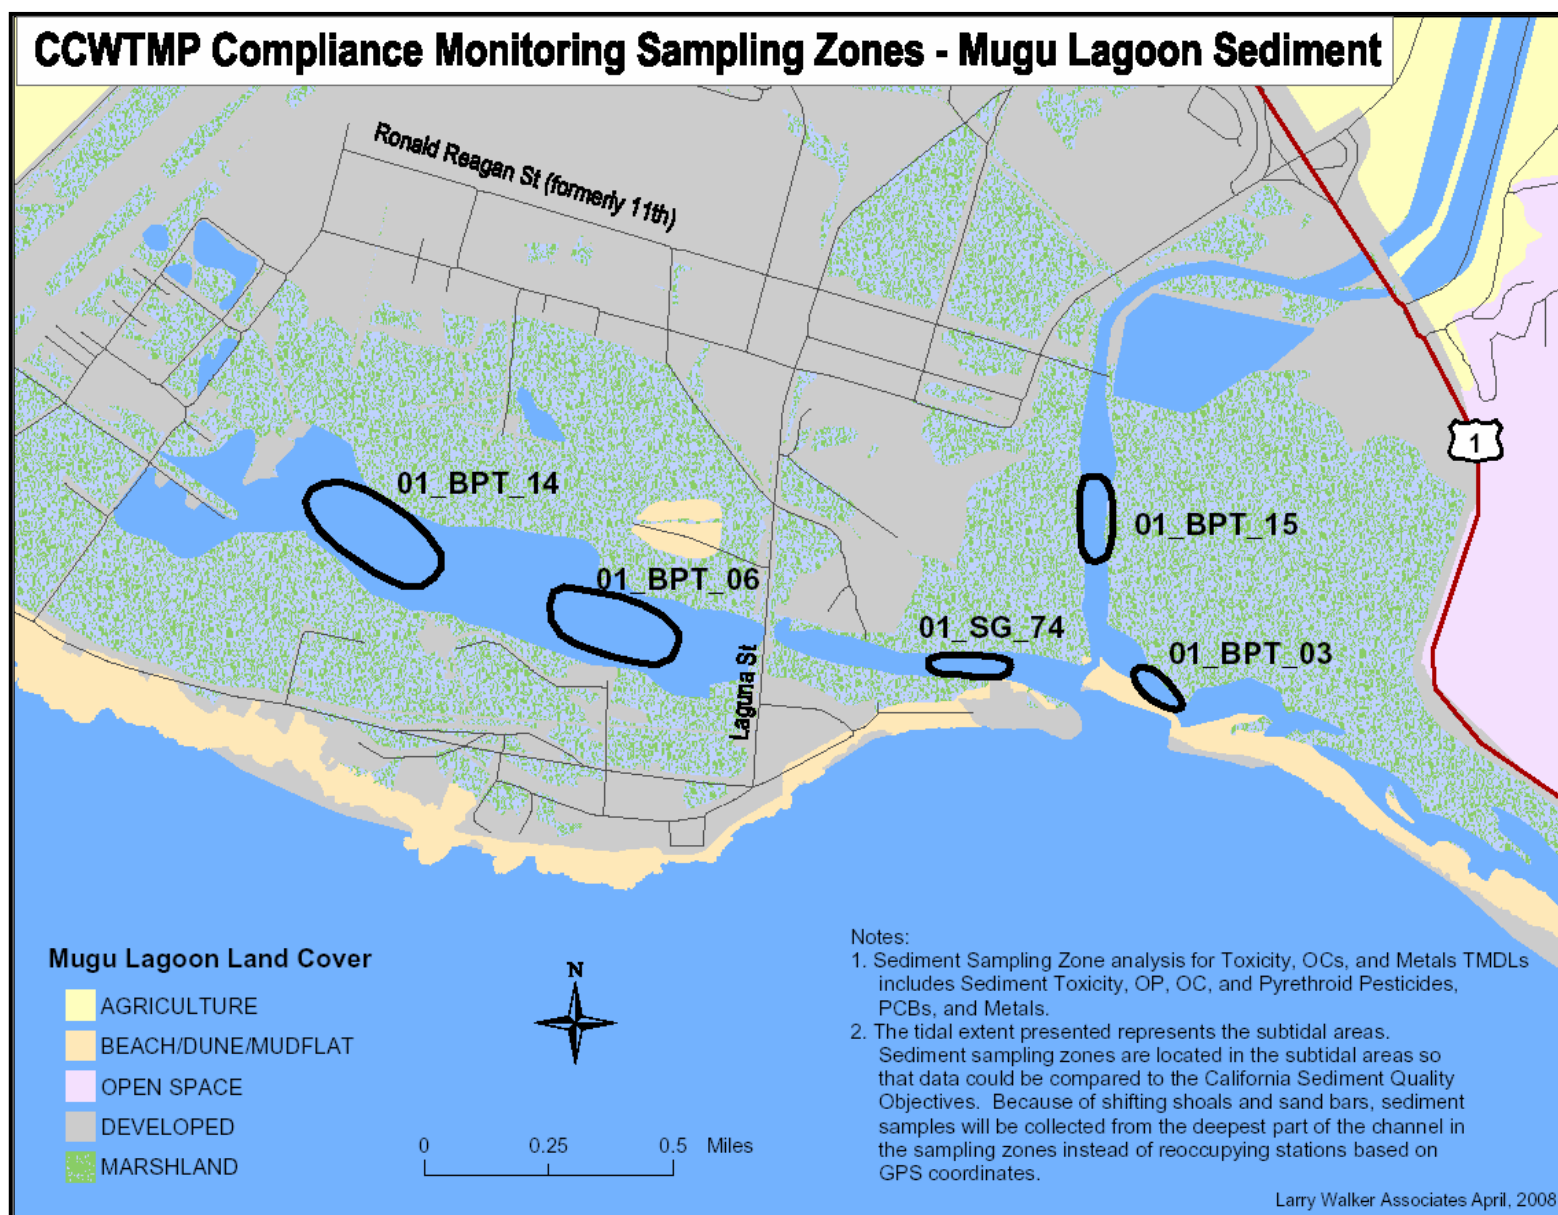 CCWTMP Compliance Monitoring Sampling Zones - Mugu Lagoon Sediment
Ronald Reagan St (formerly 11th)
1
01_BPT_14
01_BPT_15
01_BPT_06
01_SG_74
01_BPT_03
Laguna St
Mugu Lagoon Land Cover
AGRICULTURE
BEACH/DUNE/MUDFLAT
OPEN SPACE
DEVELOPED
MARSHLAND
N
0 0.25 0.5 Miles
Notes:
1. Sediment Sampling Zone analysis for Toxicity, OCs, and Metals TMDLs
includes Sediment Toxicity, OP, OC, and Pyrethroid Pesticides,
PCBs, and Metals.
2. The tidal extent presented represents the subtidal areas.
Sediment sampling zones are located in the subtidal areas so
that data could be compared to the California Sediment Quality
Objectives. Because of shifting shoals and sand bars, sediment
samples will be collected from the deepest part of the channel in
the sampling zones instead of reoccupying stations based on
GPS coordinates.
Larry Walker Associates April, 2008